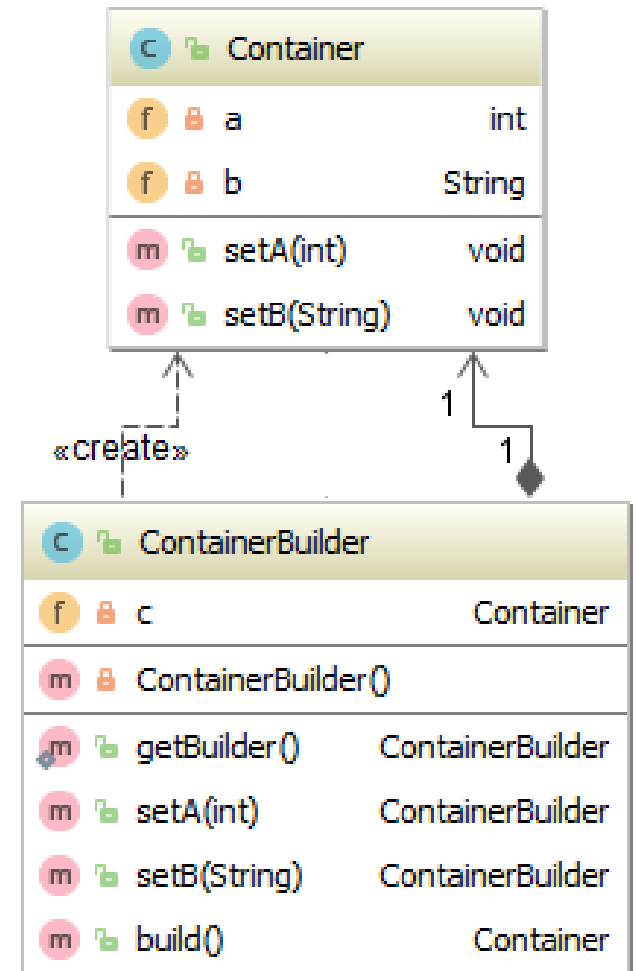 c Container
f a int
f b String
m setA(int) void
m setB(String) void
1
«create»
1
c ContainerBuilder
f c Container
m ContainerBuilder()
m getBuilder() ContainerBuilder
m setA(int) ContainerBuilder
m setB(String) ContainerBuilder
m build() Container